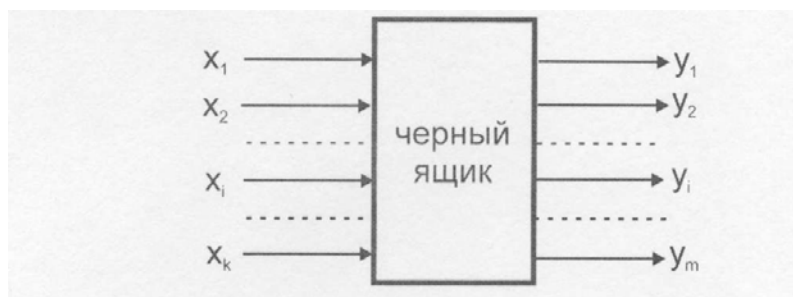 x₁ y₁
x₂ y₂
черный
ящик
xᵢ yᵢ
xₖ yₘ